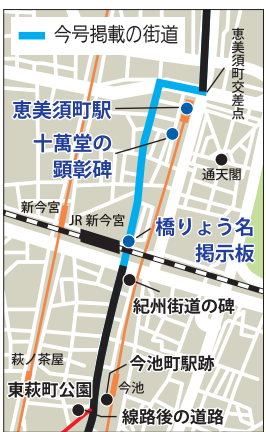 今号掲載の街道
恵美須町交差点
恵美須町駅
十萬堂の
顕彰碑
通天閣
新今宮
JR 新今宮
橋りょう名
掲示板
紀州街道の碑
萩ノ茶屋
今池町駅跡
今池
東萩町公園
線路後の道路